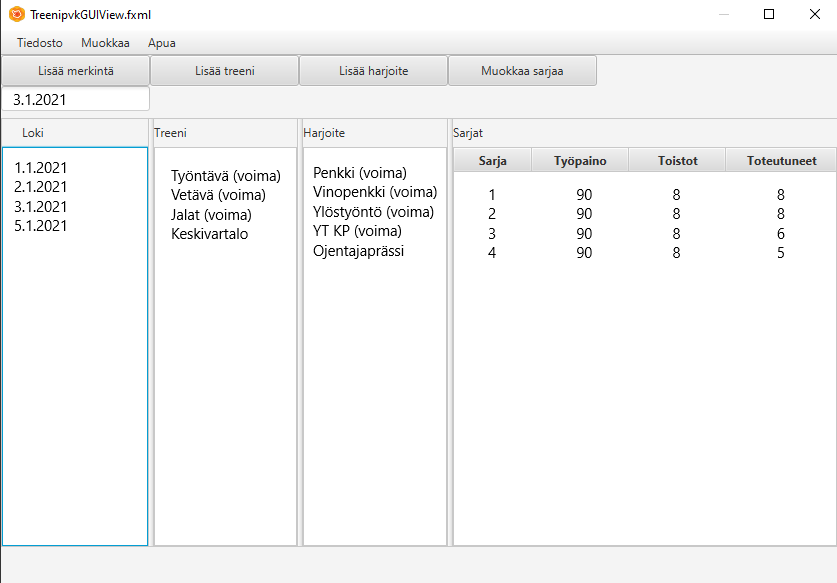 TreenipvkGUIView.fxml
Tiedosto Muokkaa Apua
Lisää merkintä Lisää treeni Lisää harjoite Muokkaa sarjaa
3.1.2021
Loki Treeni Harjoite Sarjat
Sarja Työpaino Toistot Toteutuneet
1.1.2021
2.1.2021
3.1.2021
5.1.2021
Työntävä (voima)
Vetävä (voima)
Jalat (voima)
Keskivartalo
Penkki (voima)
Vinopenkki (voima)
Ylöstyöntö (voima)
YT KP (voima)
Ojentajaprässi
1 90 8 8
2 90 8 8
3 90 8 6
4 90 8 5